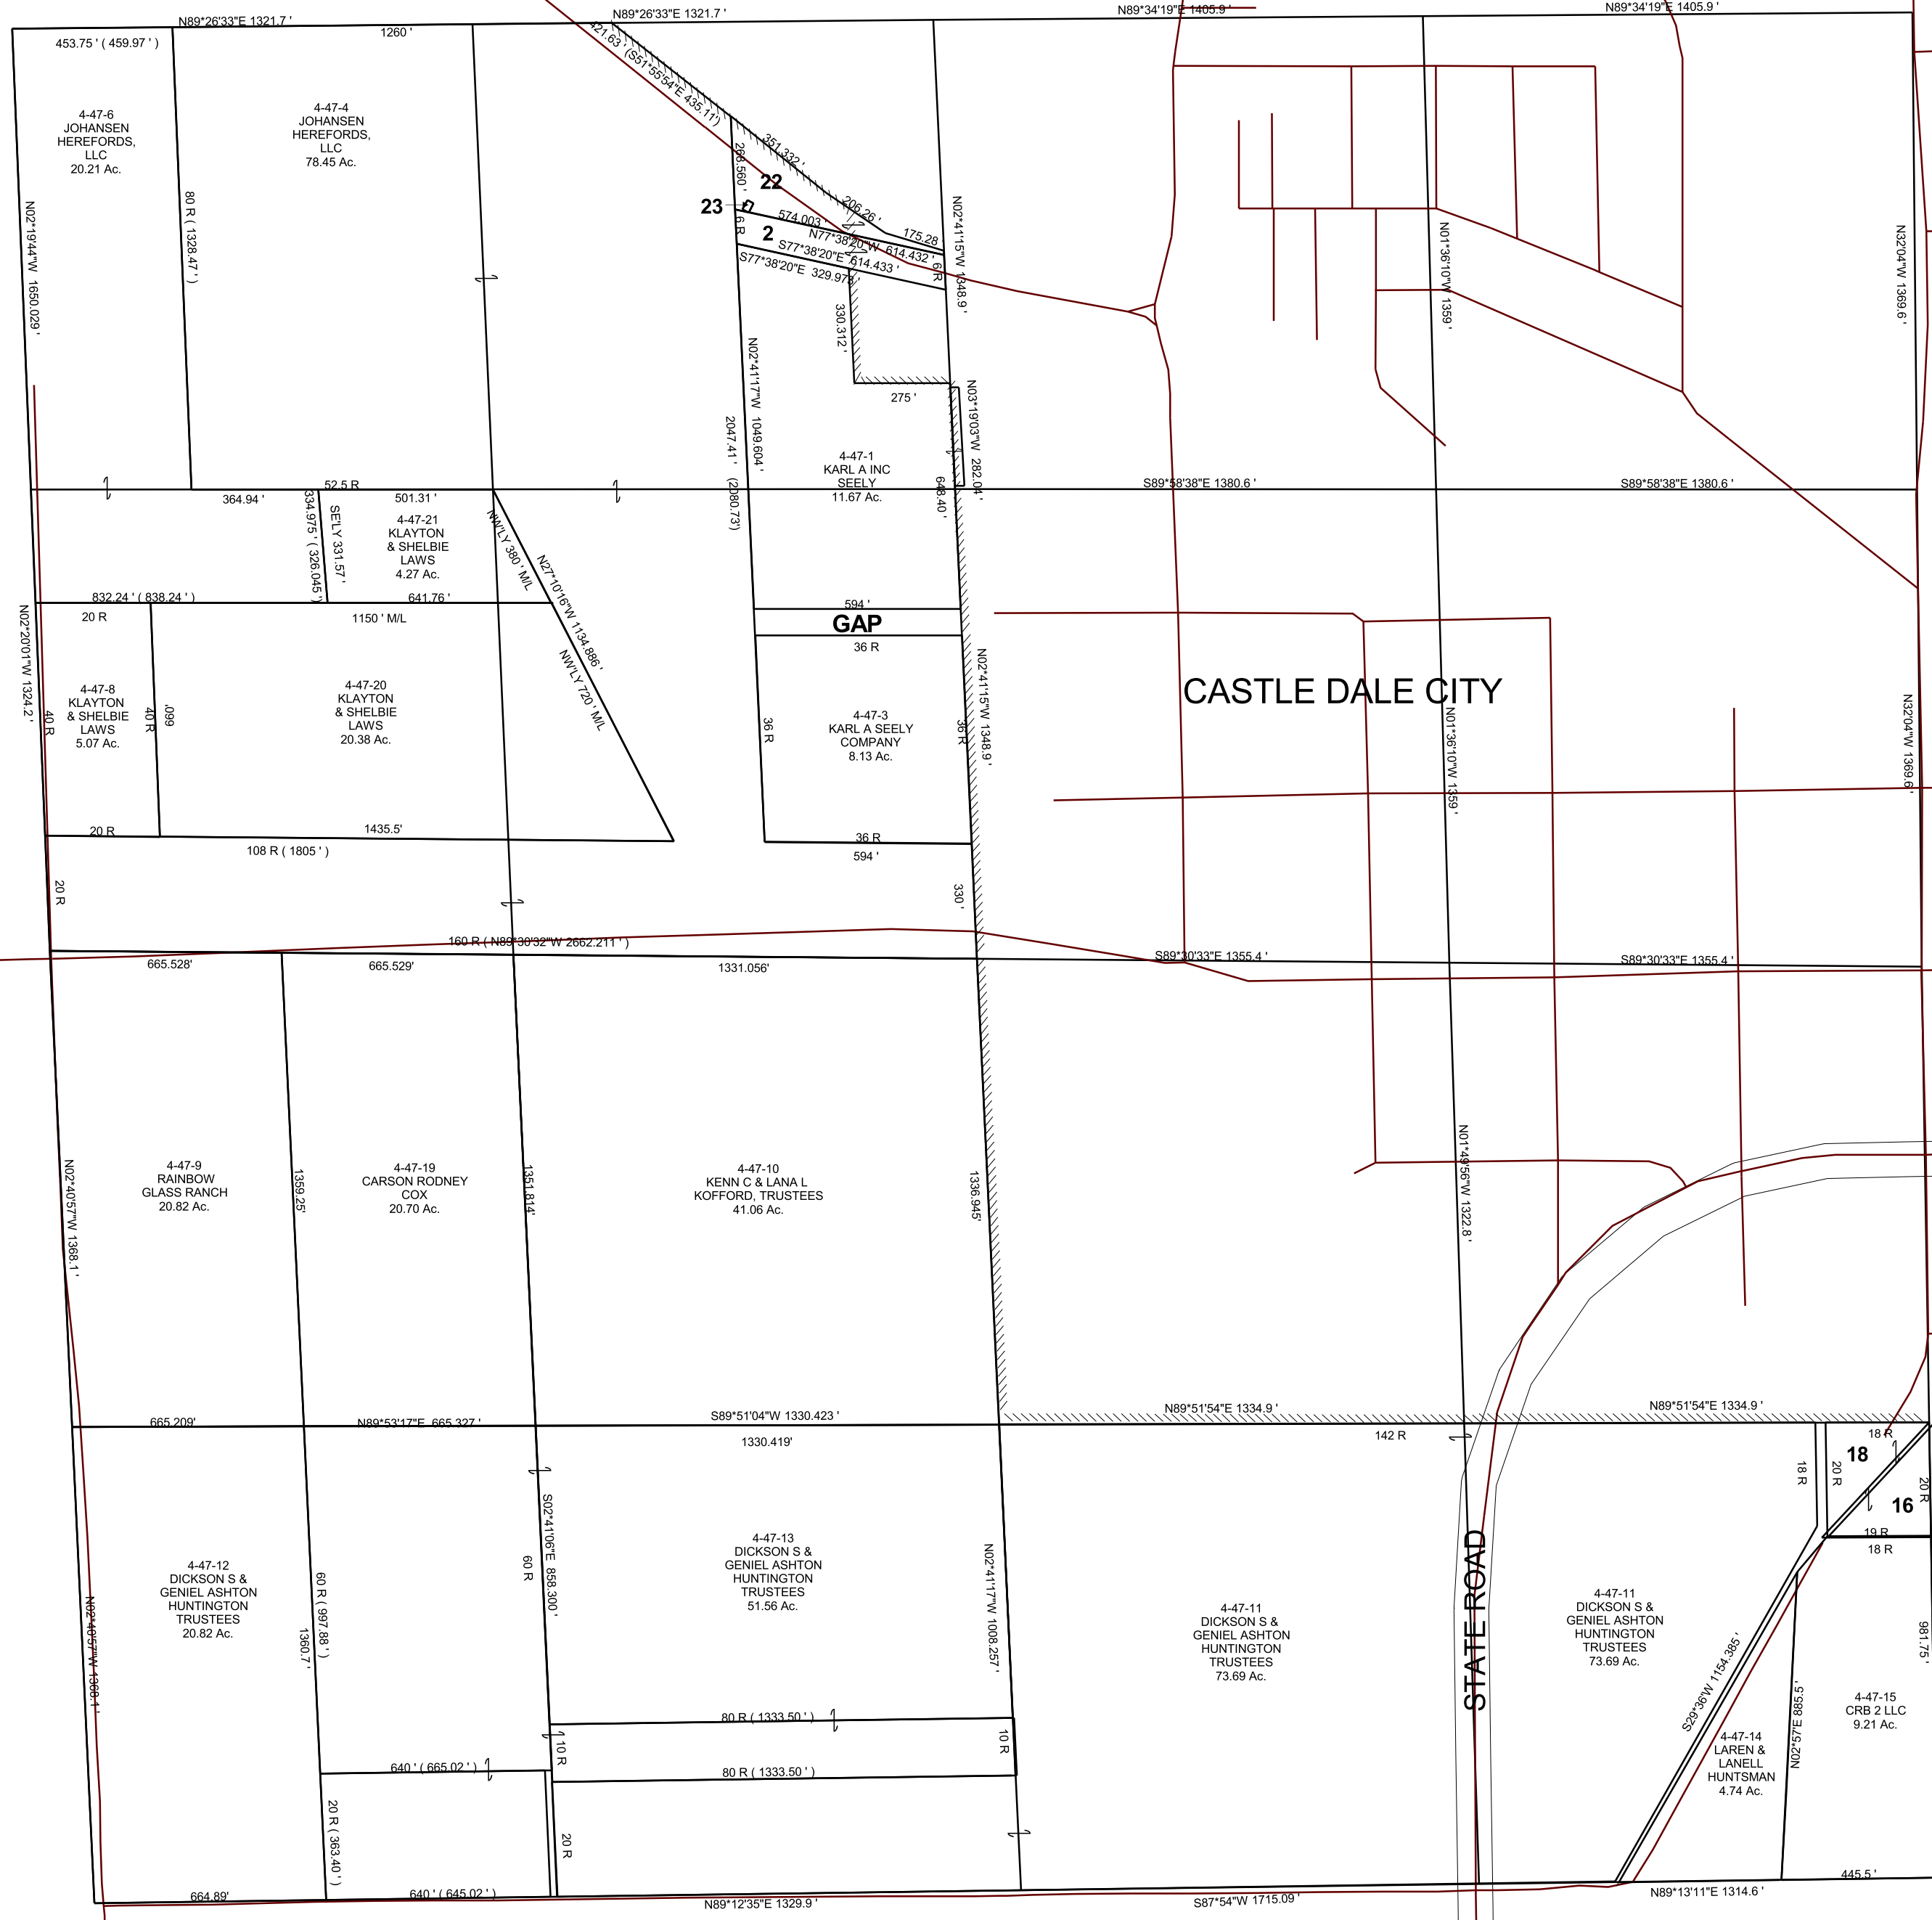 N89*26'33"E 1321.7 '
N89*26'33"E 1321.7 '
N89*34'19"E 1405.9 '
N89*34'19"E 1405.9 '
453.75 ' ( 459.97 ' )
1260 '
421.63 ' (S51*55'54"E 435.11')
4-47-6
JOHANSEN
HEREFORDS,
LLC
20.21 Ac.
4-47-4
JOHANSEN
HEREFORDS,
LLC
78.45 Ac.
N02*19'44"W 1650.029 '
80 R ( 1328.47 ' )
351.332 '
268.560 '
22
23
206.26 '
6 R
2
574.003 '
175.28
N77*38'20"W 614.432 '
6 R
S77*38'20"E 614.433 '
S77*38'20"E 329.975 '
N02*41'15"W 1348.9 '
N01*36'10"W 1359 '
N32'04"W 1369.6 '
330.312 '
275 '
N02*41'17"W 1049.604 '
2047.41 ' (2080.73')
N03*19'03"W 282.04 '
648.40 '
4-47-1
KARL A INC
SEELY
11.67 Ac.
S89*58'38"E 1380.6 '
S89*58'38"E 1380.6 '
52.5 R
364.94 '
501.31 '
334.975 ' ( 326.045 ' )
SE'LY 331.57 '
4-47-21
KLAYTON
& SHELBIE
LAWS
4.27 Ac.
NW'LY 380 ' M/L
N27*10'16"W 1134.886 '
NW'LY 720 ' M/L
832.24 ' ( 838.24 ' )
641.76 '
20 R
1150 ' M/L
594 '
GAP
36 R
N02*20'01"W 1324.2 '
4-47-8
KLAYTON
& SHELBIE
LAWS
5.07 Ac.
40 R
40 R
660'
4-47-20
KLAYTON
& SHELBIE
LAWS
20.38 Ac.
36 R
4-47-3
KARL A SEELY
COMPANY
8.13 Ac.
36 R
N02*41'15"W 1348.9 '
CASTLE DALE CITY
N01*36'10"W 1359 '
N32'04"W 1369.6 '
20 R
1435.5'
108 R ( 1805 ' )
36 R
594 '
20 R
330 '
160 R ( N89*30'32"W 2662.211 ' )
S89*30'33"E 1355.4 '
S89*30'33"E 1355.4 '
665.528'
665.529'
1331.056'
N02*40'57"W 1368.1 '
4-47-9
RAINBOW
GLASS RANCH
20.82 Ac.
1359.25'
4-47-19
CARSON RODNEY
COX
20.70 Ac.
1351.814'
4-47-10
KENN C & LANA L
KOFFORD, TRUSTEES
41.06 Ac.
1336.945'
N01*49'56"W 1322.8 '
665.209'
N89*53'17"E 665.327 '
S89*51'04"W 1330.423 '
N89*51'54"E 1334.9 '
N89*51'54"E 1334.9 '
1330.419'
142 R
18 R
18
18 R
20 R
20 R
16
19 R
18 R
N02*40'57"W 1368.1 '
4-47-12
DICKSON S &
GENIEL ASHTON
HUNTINGTON
TRUSTEES
20.82 Ac.
60 R ( 997.88 ' )
1360.7 '
60 R
S02*41'06"E 858.300 '
4-47-13
DICKSON S &
GENIEL ASHTON
HUNTINGTON
TRUSTEES
51.56 Ac.
N02*41'17"W 1008.257 '
4-47-11
DICKSON S &
GENIEL ASHTON
HUNTINGTON
TRUSTEES
73.69 Ac.
STATE ROAD
4-47-11
DICKSON S &
GENIEL ASHTON
HUNTINGTON
TRUSTEES
73.69 Ac.
S29*36'W 1154.385 '
N02*57'E 885.5 '
981.75 '
4-47-15
CRB 2 LLC
9.21 Ac.
4-47-14
LAREN &
LANELL
HUNTSMAN
4.74 Ac.
80 R ( 1333.50 ' )
10 R
10 R
640 ' ( 665.02 ' )
80 R ( 1333.50 ' )
20 R ( 363.40 ' )
20 R
664.89'
640 ' ( 645.02 ' )
N89*12'35"E 1329.9 '
S87*54"W 1715.09 '
N89*13'11"E 1314.6 '
445.5 '